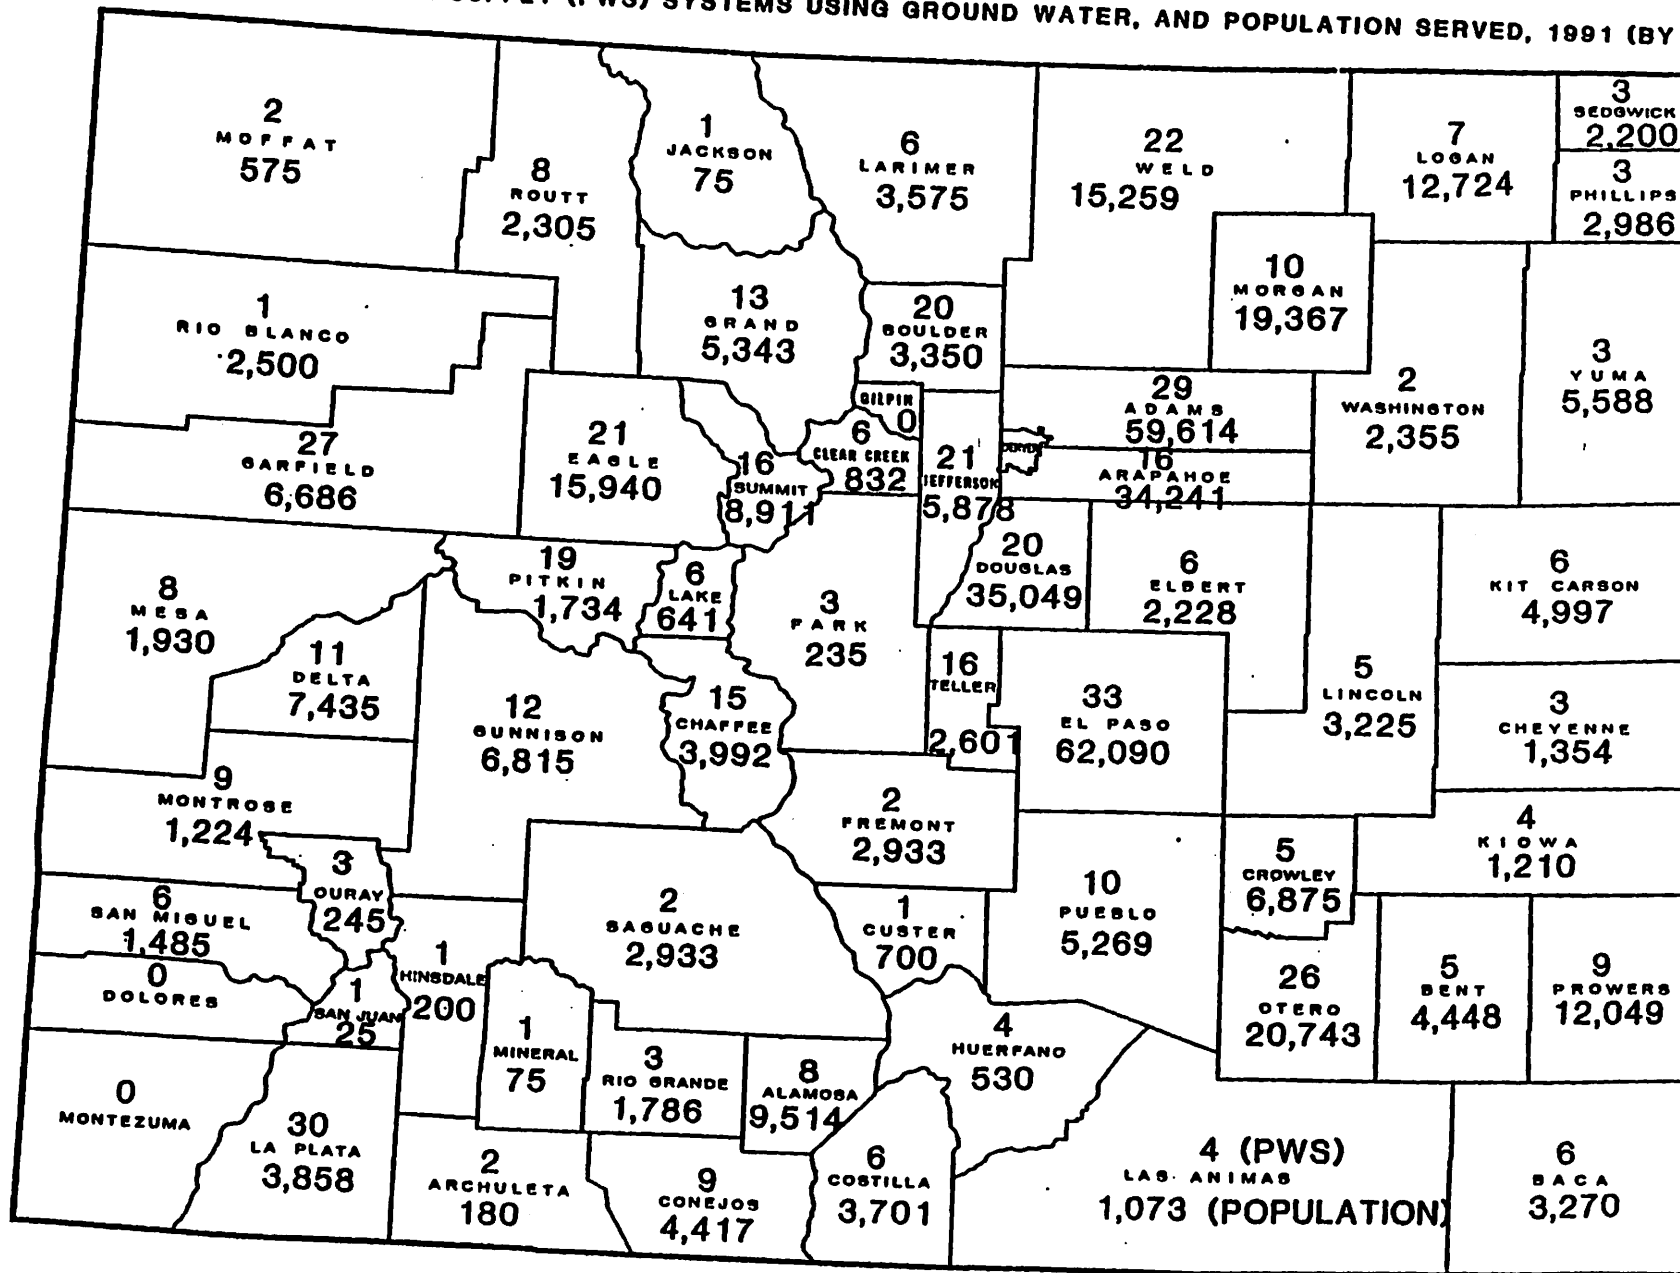 (PWS) SYSTEMS USING GROUND WATER, AND POPULATION SERVED, 1991 (BY
2
MOFFAT
575
8
ROUTT
2,305
1
JACKSON
75
6
LARIMER
3,575
22
WELD
15,259
7
LOGAN
12,724
3
SEDGWICK
2,200
3
PHILLIPS
2,986
10
MORGAN
19,367
1
RIO BLANCO
2,500
13
GRAND
5,343
20
BOULDER
3,350
3
YUMA
5,588
2
WASHINGTON
2,355
29
ADAMS
59,614
GILPIN
0
27
GARFIELD
6,686
21
EAGLE
15,940
16
SUMMIT
8,911
6
CLEAR CREEK
832
21
JEFFERSON
5,878
DENVER
16
ARAPAHOE
34,241
8
MESA
1,930
19
PITKIN
1,734
6
LAKE
641
3
PARK
235
20
DOUGLAS
35,049
6
ELBERT
2,228
6
KIT CARSON
4,997
11
DELTA
7,435
12
GUNNISON
6,815
15
CHAFFEE
3,992
16
TELLER
2,601
33
EL PASO
62,090
5
LINCOLN
3,225
3
CHEYENNE
1,354
9
MONTROSE
1,224
2
FREMONT
2,933
4
KIOWA
1,210
3
OURAY
245
5
CROWLEY
6,875
10
PUEBLO
5,269
6
SAN MIGUEL
1,485
2
SAGUACHE
2,933
1
CUSTER
700
1
HINSDALE
200
0
DOLORES
1
SAN JUAN
25
26
OTERO
20,743
5
BENT
4,448
9
PROWERS
12,049
1
MINERAL
75
3
RIO GRANDE
1,786
8
ALAMOSA
9,514
4
HUERFANO
530
0
MONTEZUMA
30
LA PLATA
3,858
2
ARCHULETA
180
9
CONEJOS
4,417
6
COSTILLA
3,701
4 (PWS)
LAS ANIMAS
1,073 (POPULATION)
6
BACA
3,270